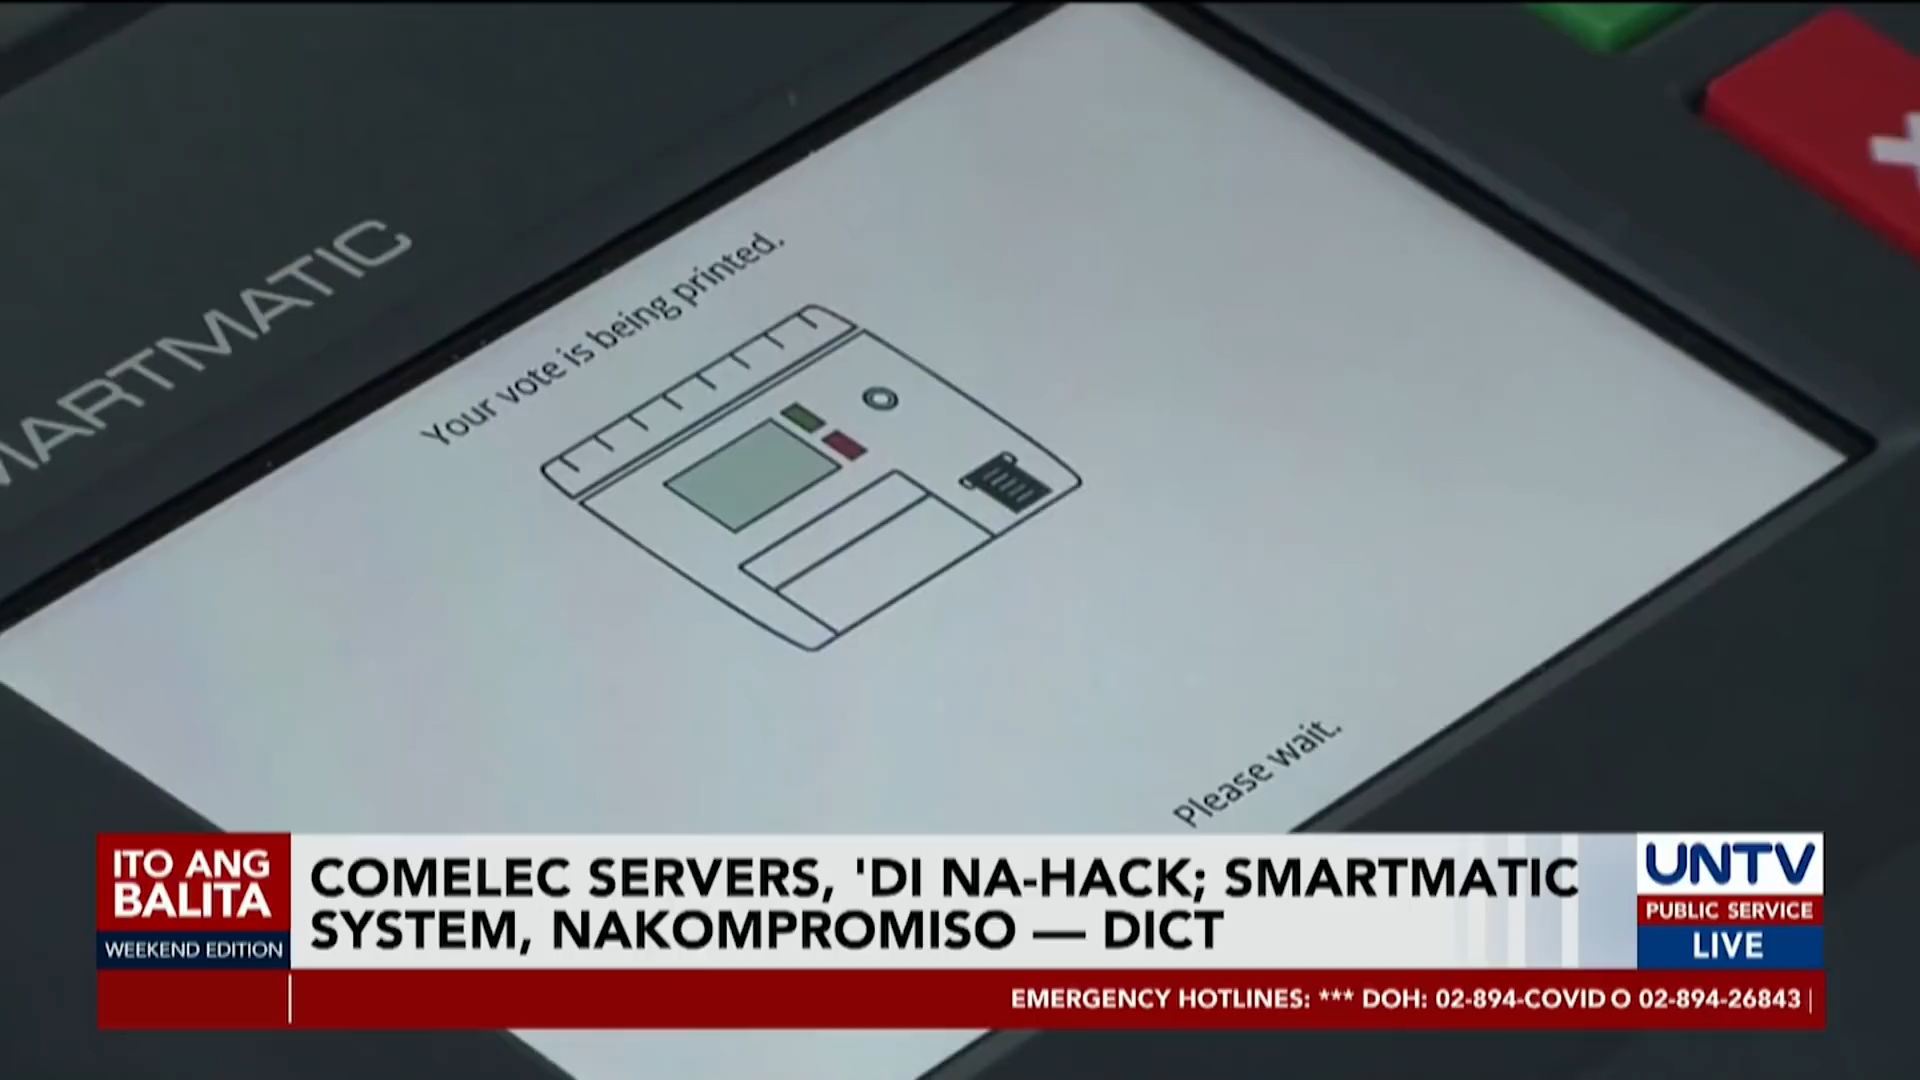 MARTMATIC
Your vote is being printed.
Please wait.
ITO ANG
BALITA
WEEKEND EDITION
COMELEC SERVERS, 'DI NA-HACK; SMARTMATIC
SYSTEM, NAKOMPROMISO — DICT
UNTV
PUBLIC SERVICE
LIVE
EMERGENCY HOTLINES: *** DOH: 02-894-COVID O 02-894-26843 |